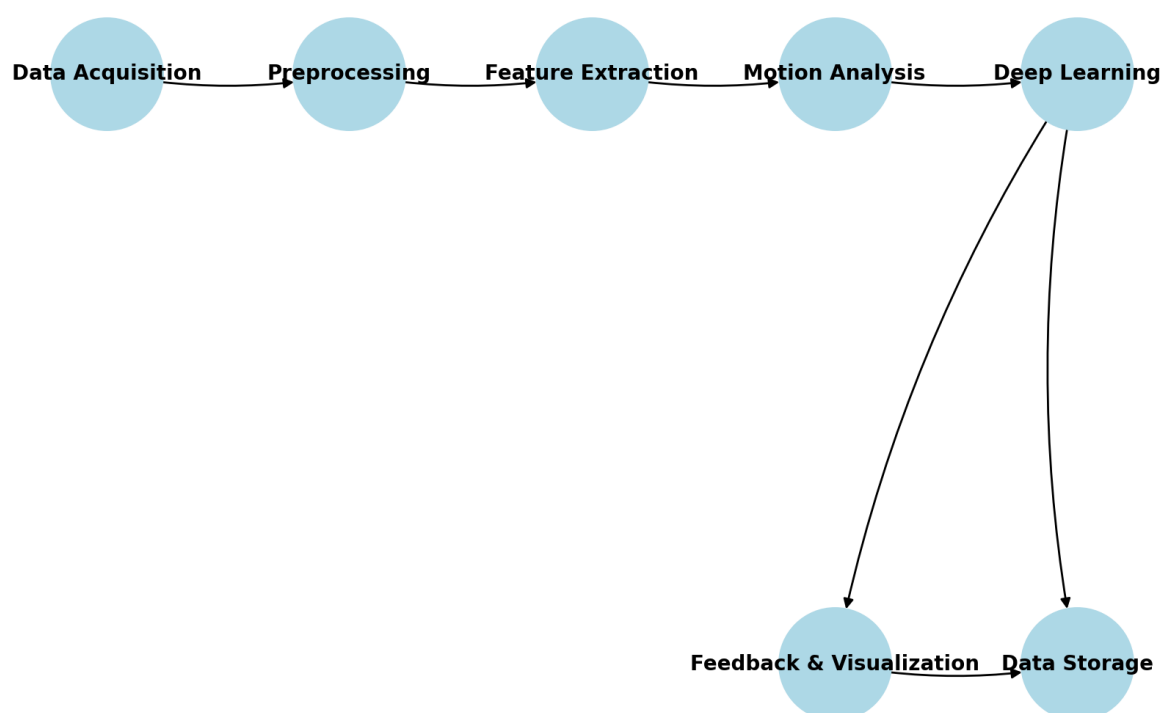 Data Acquisition
Preprocessing
Feature Extraction
Motion Analysis
Deep Learning
Feedback & Visualization
Data Storage